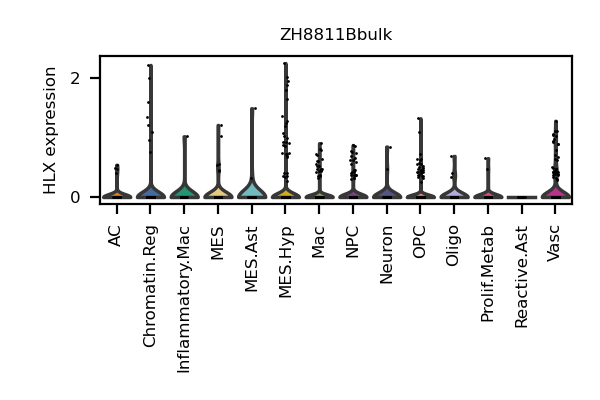 ZH8811Bbulk
HLX expression
2
0
AC
Chromatin.Reg
Inflammatory.Mac
MES
MES.Ast
MES.Hyp
Mac
NPC
Neuron
OPC
Oligo
Prolif.Metab
Reactive.Ast
Vasc